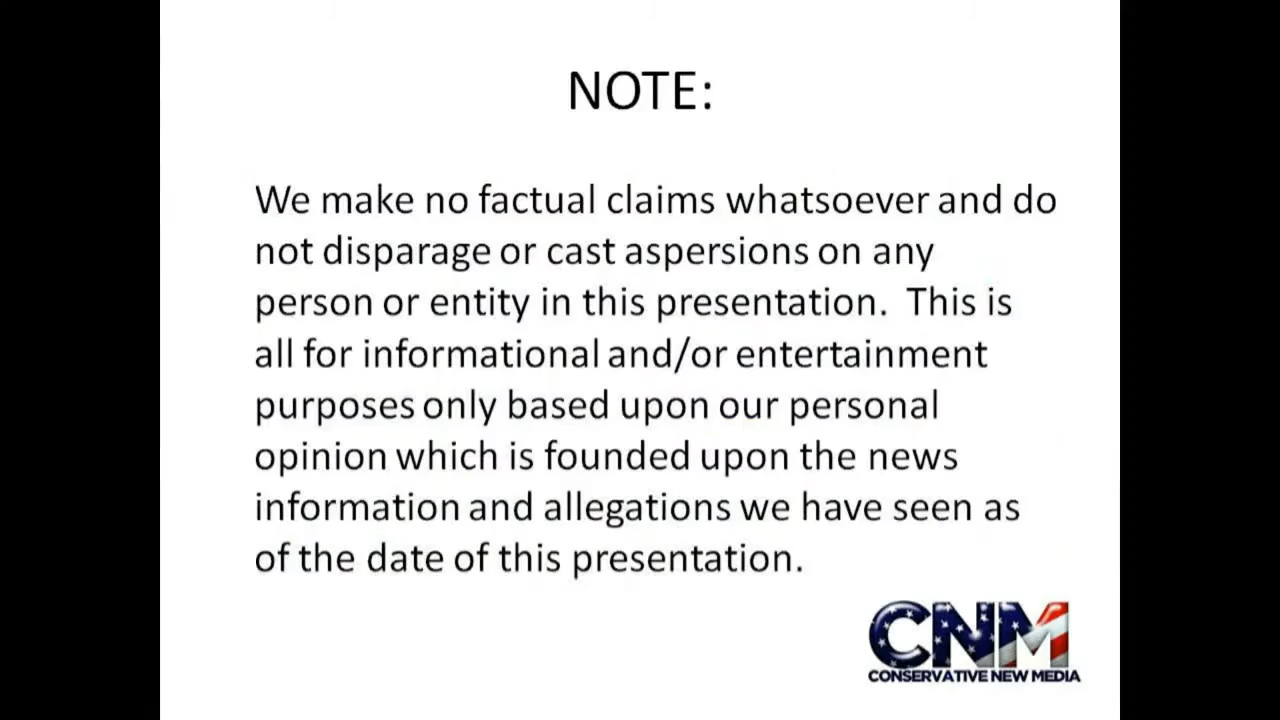 NOTE:
We make no factual claims whatsoever and do
not disparage or cast aspersions on any
person or entity in this presentation.  This is
all for informational and/or entertainment
purposes only based upon our personal
opinion which is founded upon the news
information and allegations we have seen as
of the date of this presentation.
CNM
CONSERVATIVE NEW MEDIA